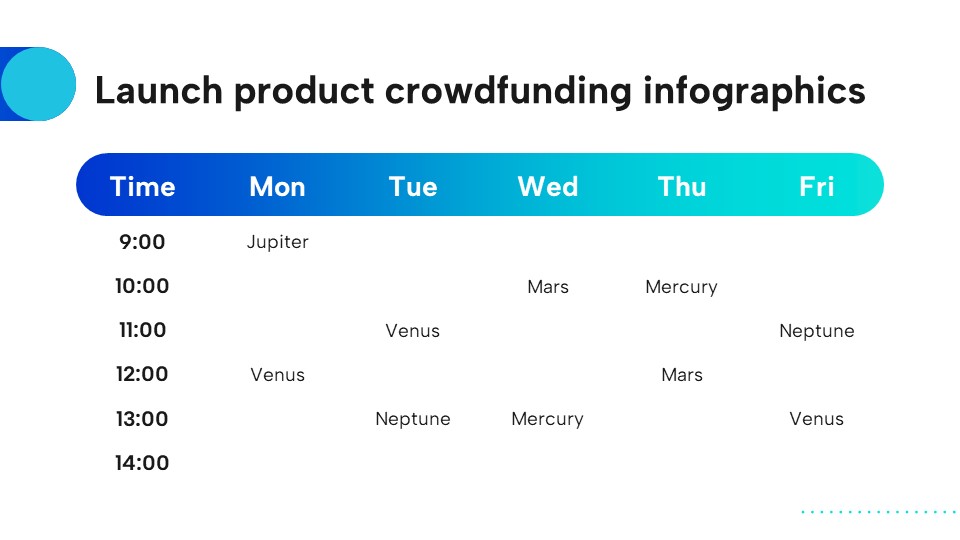 Launch product crowdfunding infographics
Time Mon Tue Wed Thu Fri
9:00 Jupiter
10:00 Mars Mercury
11:00 Venus Neptune
12:00 Venus Mars
13:00 Neptune Mercury Venus
14:00